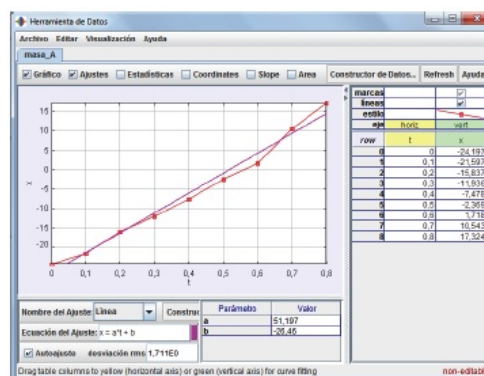 Herramienta de Datos
Archivo Editar Visualización Ayuda
masa_A
Gráfico Ajustes Estadísticas Coordinates Slope Area Constructor de Datos... Refresh Ayuda
marcas
líneas
estilo
eje horiz vert
row t x
0 0 -24,197
1 0,1 -21,597
2 0,2 -15,837
3 0,3 -11,936
4 0,4 -7,478
5 0,5 -2,369
6 0,6 1,718
7 0,7 10,543
8 0,8 17,324
15
10
5
0
-5
-10
-15
-20
x
0 0,1 0,2 0,3 0,4 0,5 0,6 0,7 0,8
t
Nombre del Ajuste: Línea Construc
Ecuación del Ajuste: x = a*t + b
Autoajuste desviación rms: 1,711E0
Parámetro Valor
a 51,197
b -26,46
Drag table columns to yellow (horizontal axis) or green (vertical axis) for curve fitting non-editabl